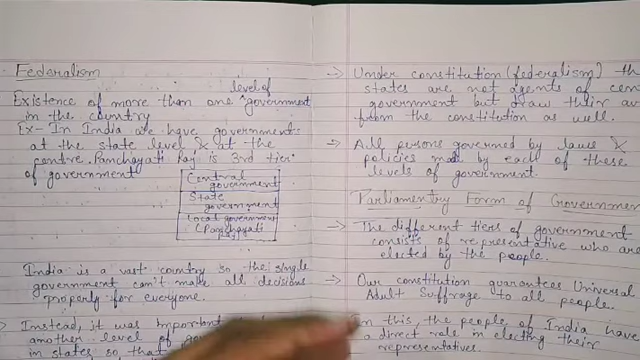 Federalism
level of
Existence of more than one ^government
in the country
Ex- In India we have governments
at the state level & at the
centre. Panchayati Raj is 3rd tier
of government
Central
government
State
government
Local government
(Panchayati
Raj)
India is a vast country so the single
government can't make all decisions
properly for everyone.
Instead, it was important
another level of
in states so that
→ Under constitution (federalism)
states are not agents of
government but draw their
from the constitution as well.
→ All persons governed by laws &
policies made by each of these
levels of government.
Parliamentry Form of Governmen
→ The different tiers of government
consists of representative who are
elected by the people.
→ Our constitution guarantees Universal
Adult Suffrage to all people.
In this, the people of India have
a direct role in electing their
representatives.